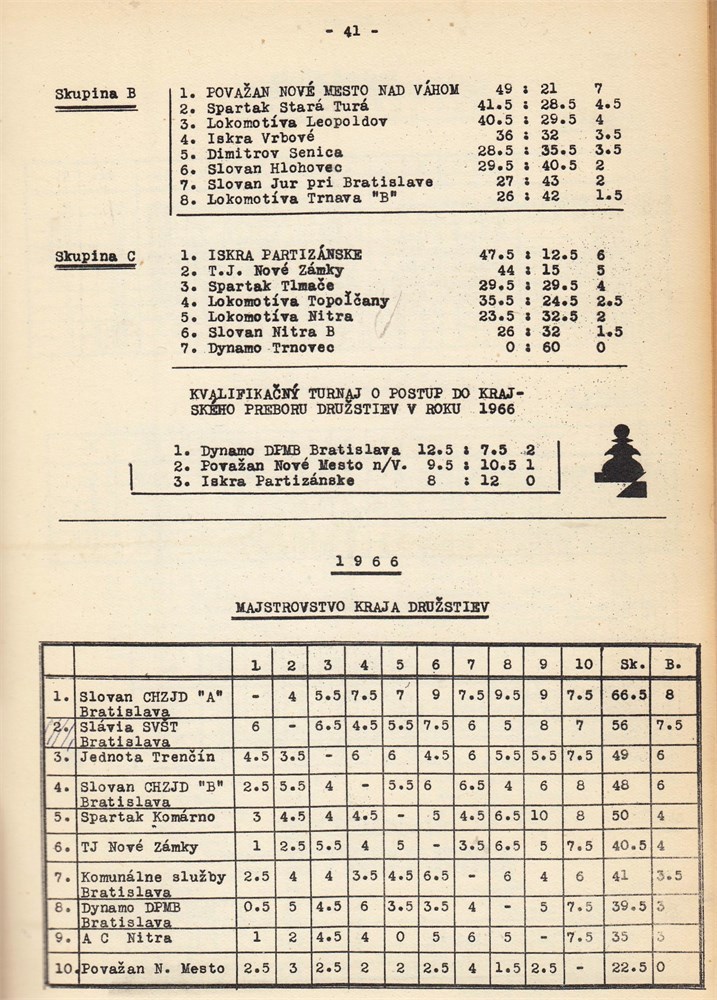 - 41 -
Skupina B
1. POVAŽAN NOVÉ MESTO NAD VÁHOM 49 : 21 7
2. Spartak Stará Turá 41.5 : 28.5 4.5
3. Lokomotíva Leopoldov 40.5 : 29.5 4
4. Iskra Vrbové 36 : 32 3.5
5. Dimitrov Senica 28.5 : 35.5 3.5
6. Slovan Hlohovec 29.5 : 40.5 2
7. Slovan Jur pri Bratislave 27 : 43 2
8. Lokomotíva Trnava "B" 26 : 42 1.5
Skupina C
1. ISKRA PARTIZÁNSKE 47.5 : 12.5 6
2. T.J. Nové Zámky 44 : 15 5
3. Spartak Tlmače 29.5 : 29.5 4
4. Lokomotíva Topoľčany 35.5 : 24.5 2.5
5. Lokomotíva Nitra 23.5 : 32.5 2
6. Slovan Nitra B 26 : 32 1.5
7. Dynamo Trnovec 0 : 60 0
KVALIFIKAČNÝ TURNAJ O POSTUP DO KRAJ-
SKÉHO PREBORU DRUŽSTIEV V ROKU 1966
1. Dynamo DPMB Bratislava 12.5 : 7.5 2
2. Považan Nové Mesto n/V. 9.5 : 10.5 1
3. Iskra Partizánske 8 : 12 0
1 9 6 6
MAJSTROVSTVO KRAJA DRUŽSTIEV
1 2 3 4 5 6 7 8 9 10 Sk. B.
1. Slovan CHZJD "A" - 4 5.5 7.5 7 9 7.5 9.5 9 7.5 66.5 8
Bratislava
2. Slávia SVŠT 6 - 6.5 4.5 5.5 7.5 6 5 8 7 56 7.5
Bratislava
3. Jednota Trenčín 4.5 3.5 - 6 6 4.5 6 5.5 5.5 7.5 49 6
4. Slovan CHZJD "B" 2.5 5.5 4 - 5.5 6 6.5 4 6 8 48 6
Bratislava
5. Spartak Komárno 3 4.5 4 4.5 - 5 4.5 6.5 10 8 50 4
6. TJ Nové Zámky 1 2.5 5.5 4 5 - 3.5 6.5 5 7.5 40.5 4
7. Komunálne služby 2.5 4 4 3.5 4.5 6.5 - 6 4 6 41 3.5
Bratislava
8. Dynamo DPMB 0.5 5 4.5 6 3.5 3.5 4 - 5 7.5 39.5 3
Bratislava
9. A C Nitra 1 2 4.5 4 0 5 6 5 - 7.5 35 3
10. Považan N. Mesto 2.5 3 2.5 2 2 2.5 4 1.5 2.5 - 22.5 0